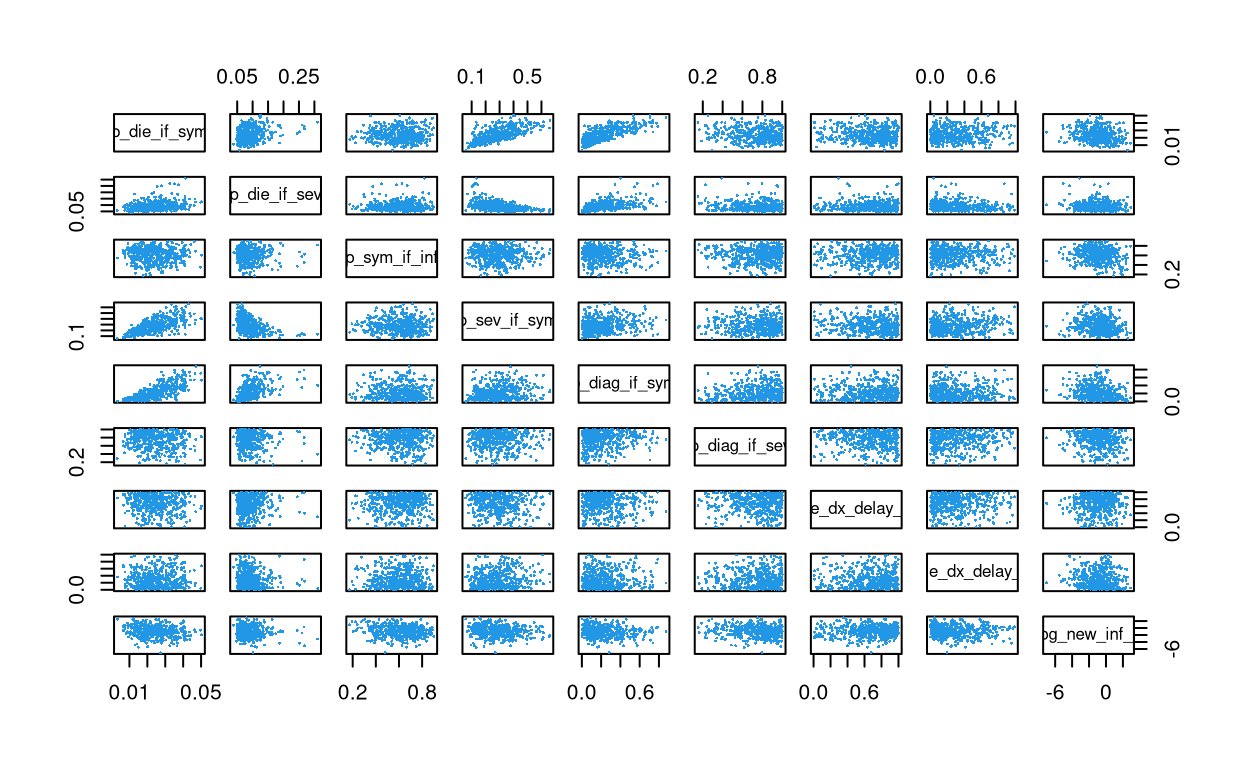 0.05 0.25 0.1 0.5 0.2 0.8 0.0 0.6
p_die_if_sym 0.01
0.05 p_die_if_sev
p_sym_if_inf 0.2
0.1 p_sev_if_sym
_diag_if_sym 0.0
0.2 p_diag_if_sev
e_dx_delay_ 0.0
0.0 e_dx_delay_
og_new_inf_ -6
0.01 0.05 0.2 0.8 0.0 0.6 0.0 0.6 -6 0